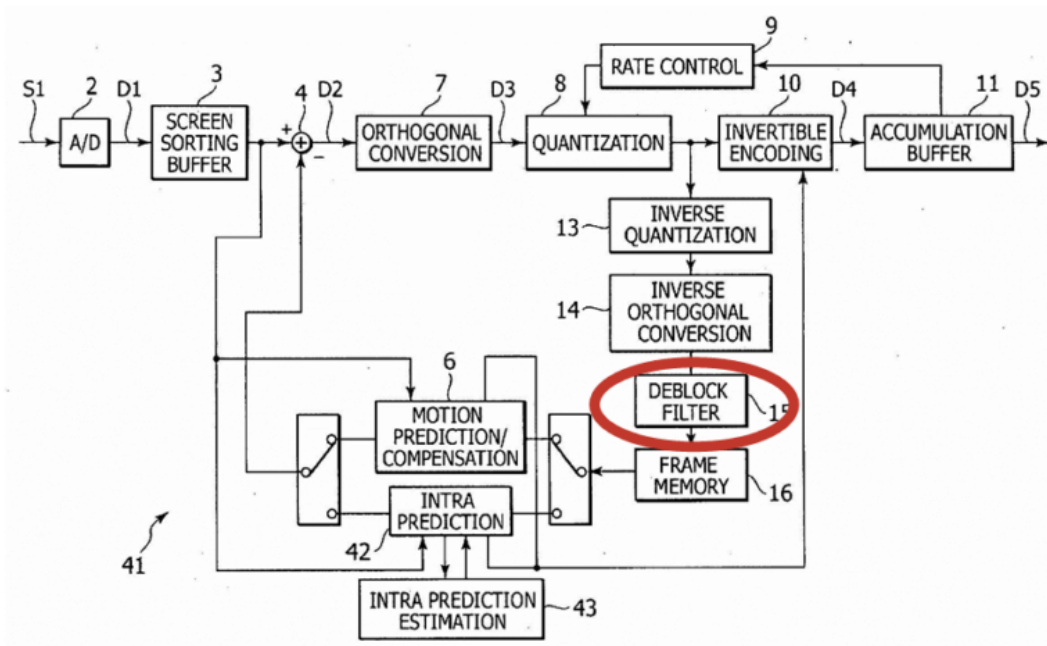 9
RATE CONTROL
S1
2
D1
3
4
D2
7
D3
8
10
D4
11
D5
A/D
SCREEN
SORTING
BUFFER
+
−
ORTHOGONAL
CONVERSION
QUANTIZATION
INVERTIBLE
ENCODING
ACCUMULATION
BUFFER
13
INVERSE
QUANTIZATION
14
INVERSE
ORTHOGONAL
CONVERSION
6
DEBLOCK
FILTER
15
MOTION
PREDICTION/
COMPENSATION
FRAME
MEMORY
16
INTRA
PREDICTION
42
41
INTRA PREDICTION
ESTIMATION
43